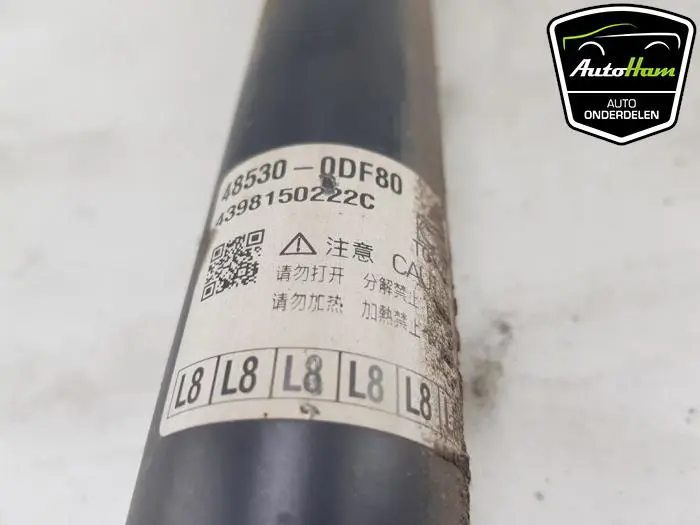 AutoHam
AUTO
ONDERDELEN
48530-0DF80
4398150222C
⚠ 注意 CAU
请勿打开 分解禁止
请勿加热 加熱禁止
L8 L8 L8 L8 L8